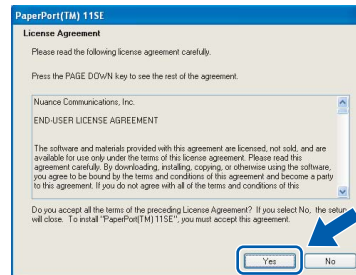 PaperPort(TM) 11SE
License Agreement
Please read the following license agreement carefully.
Press the PAGE DOWN key to see the rest of the agreement.
Nuance Communications, Inc.
END-USER LICENSE AGREEMENT
The software and materials provided with this agreement are licensed, not sold, and are
available for use only under the terms of this license agreement. Please read this
agreement carefully. By downloading, installing, copying, or otherwise using the software,
you agree to be bound by the terms and conditions of this agreement and become a party
to this agreement. If you do not agree with all of the terms and conditions of this
Do you accept all the terms of the preceding License Agreement? If you select No, the setup
will close. To install "PaperPort(TM) 11SE", you must accept this agreement.
Yes No